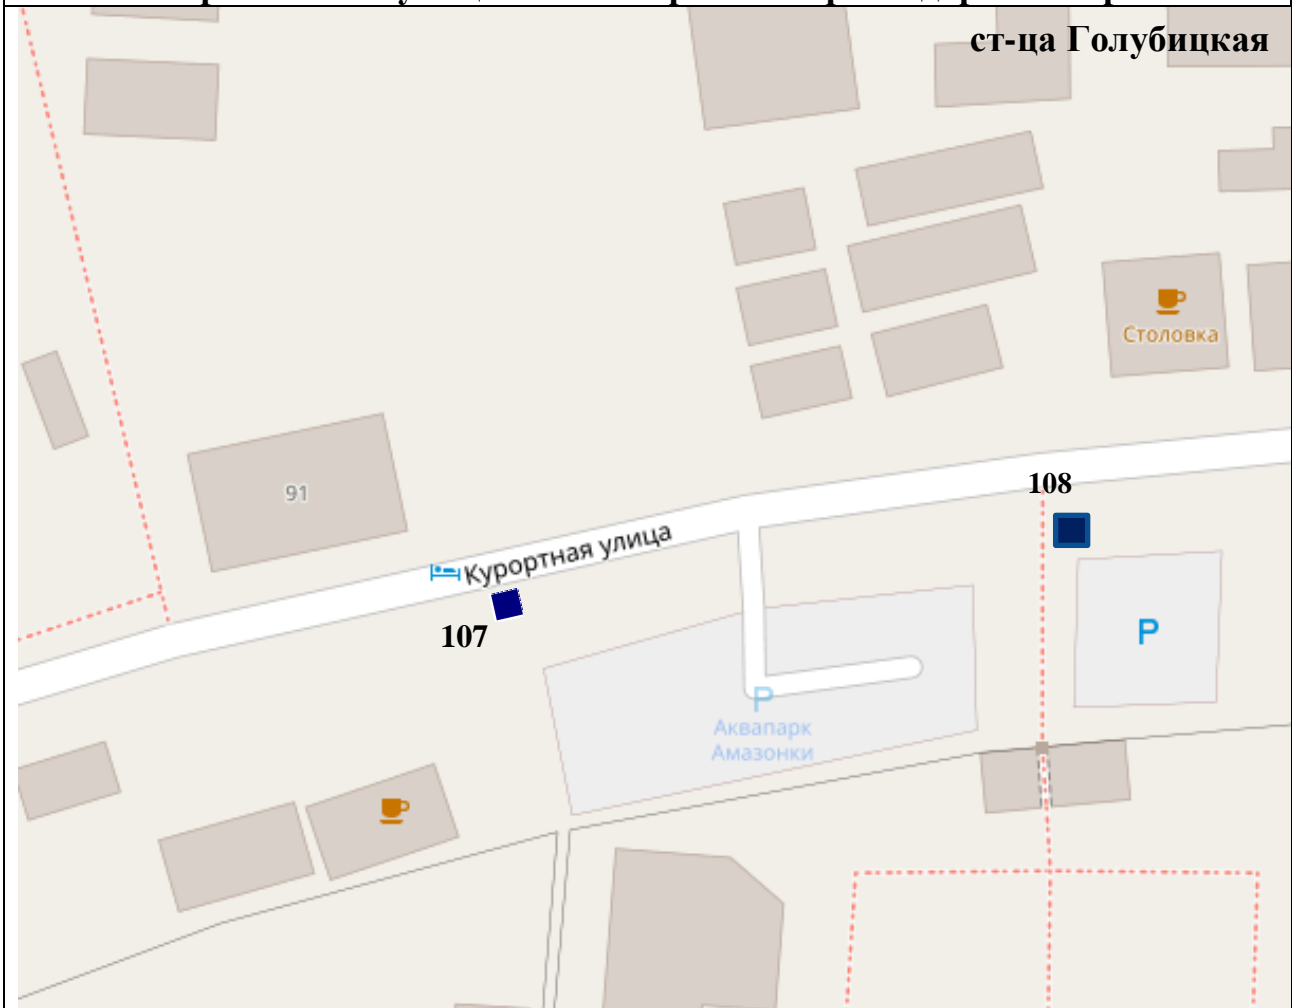 ст-ца Голубицкая
Столовка
91
108
Курортная улица
107
P
P
Аквапарк
Амазонки